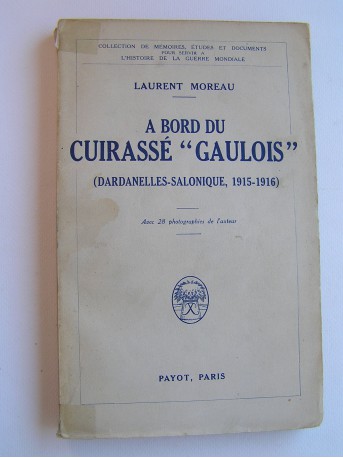 COLLECTION DE MÉMOIRES, ÉTUDES ET DOCUMENTS
POUR SERVIR A
L'HISTOIRE DE LA GUERRE MONDIALE
LAURENT MOREAU
A BORD DU
CUIRASSÉ "GAULOIS"
(DARDANELLES-SALONIQUE, 1915-1916)
Avec 28 photographies de l'auteur
PAYOT, PARIS